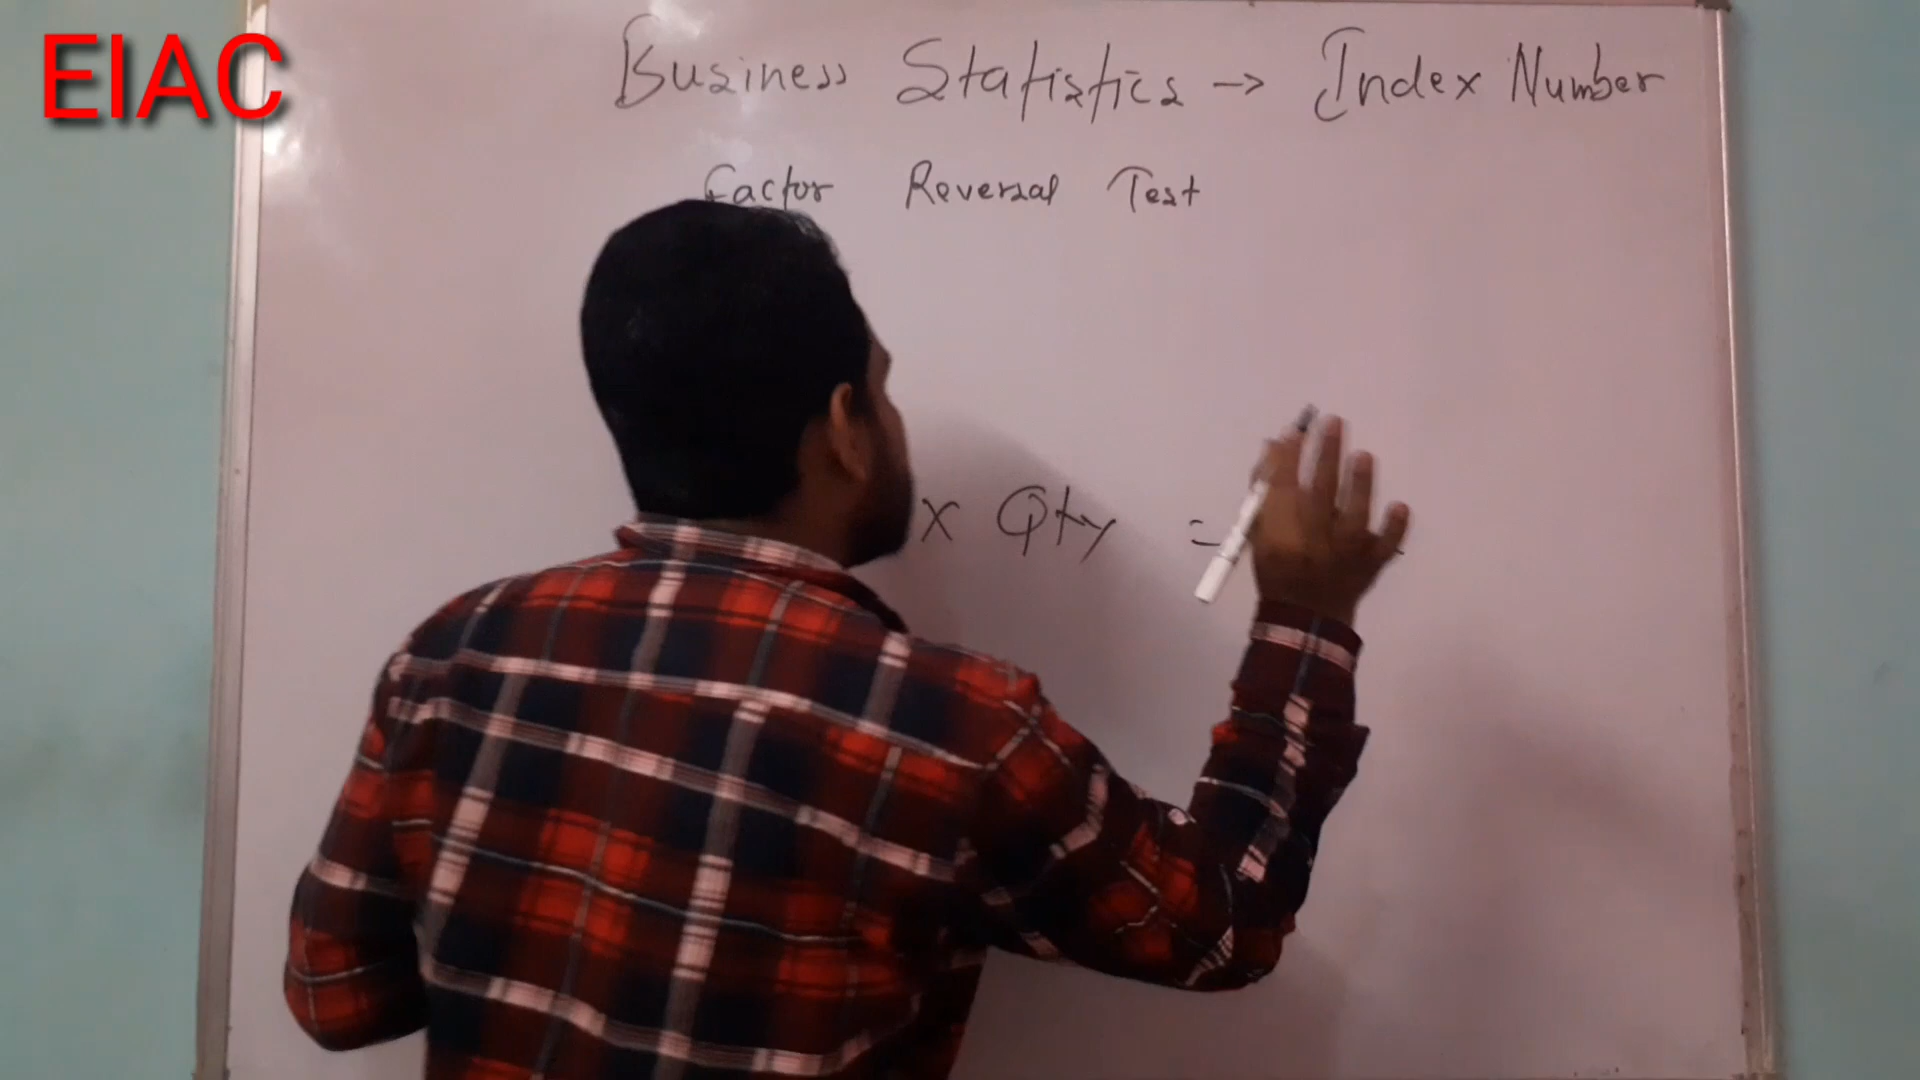 EIAC
Business Statistics → Index Number
Factor Reversal Test
x Qty =